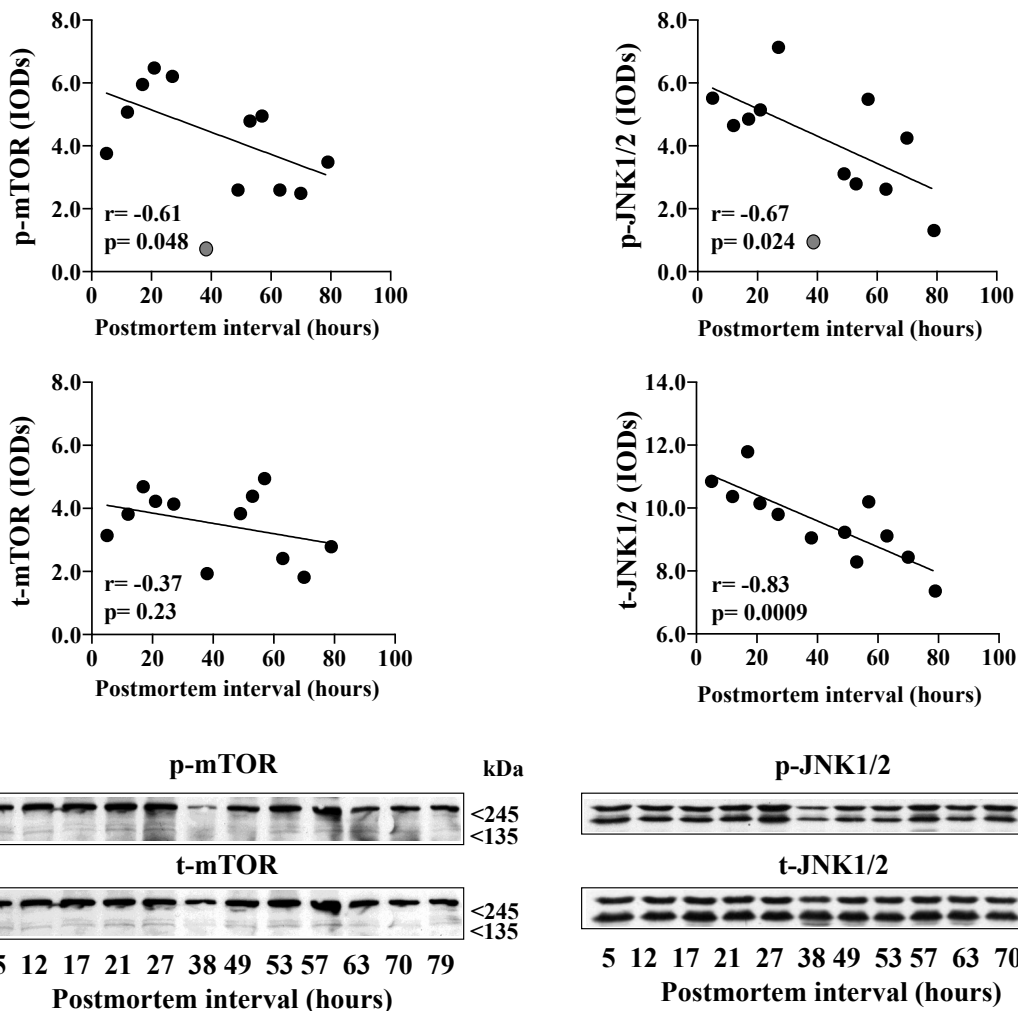 8.0
6.0
4.0
2.0
0.0
p-mTOR (IODs)
r= -0.61
p= 0.048
0 20 40 60 80 100
Postmortem interval (hours)
8.0
6.0
4.0
2.0
0.0
p-JNK1/2 (IODs)
r= -0.67
p= 0.024
0 20 40 60 80 100
Postmortem interval (hours)
8.0
6.0
4.0
2.0
0.0
t-mTOR (IODs)
r= -0.37
p= 0.23
0 20 40 60 80 100
Postmortem interval (hours)
14.0
12.0
10.0
8.0
6.0
t-JNK1/2 (IODs)
r= -0.83
p= 0.0009
0 20 40 60 80 100
Postmortem interval (hours)
p-mTOR kDa
<245
<135
t-mTOR
<245
<135
5 12 17 21 27 38 49 53 57 63 70 79
Postmortem interval (hours)
p-JNK1/2
t-JNK1/2
5 12 17 21 27 38 49 53 57 63 70
Postmortem interval (hours)